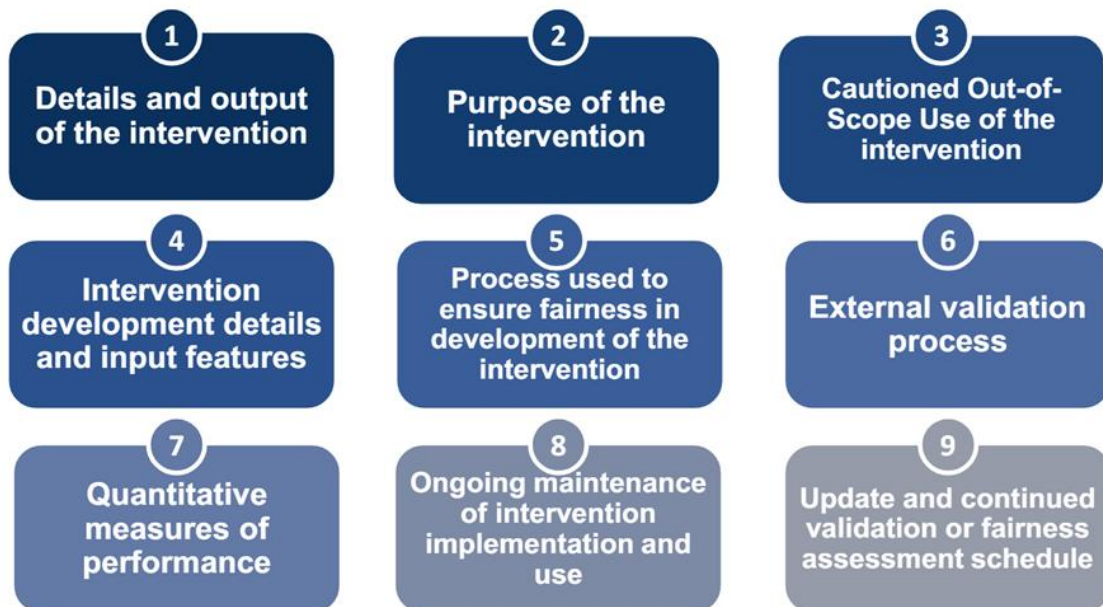 1
Details and output
of the intervention
2
Purpose of the
intervention
3
Cautioned Out-of-
Scope Use of the
intervention
4
Intervention
development details
and input features
5
Process used to
ensure fairness in
development of the
intervention
6
External validation
process
7
Quantitative
measures of
performance
8
Ongoing maintenance
of intervention
implementation and
use
9
Update and continued
validation or fairness
assessment schedule